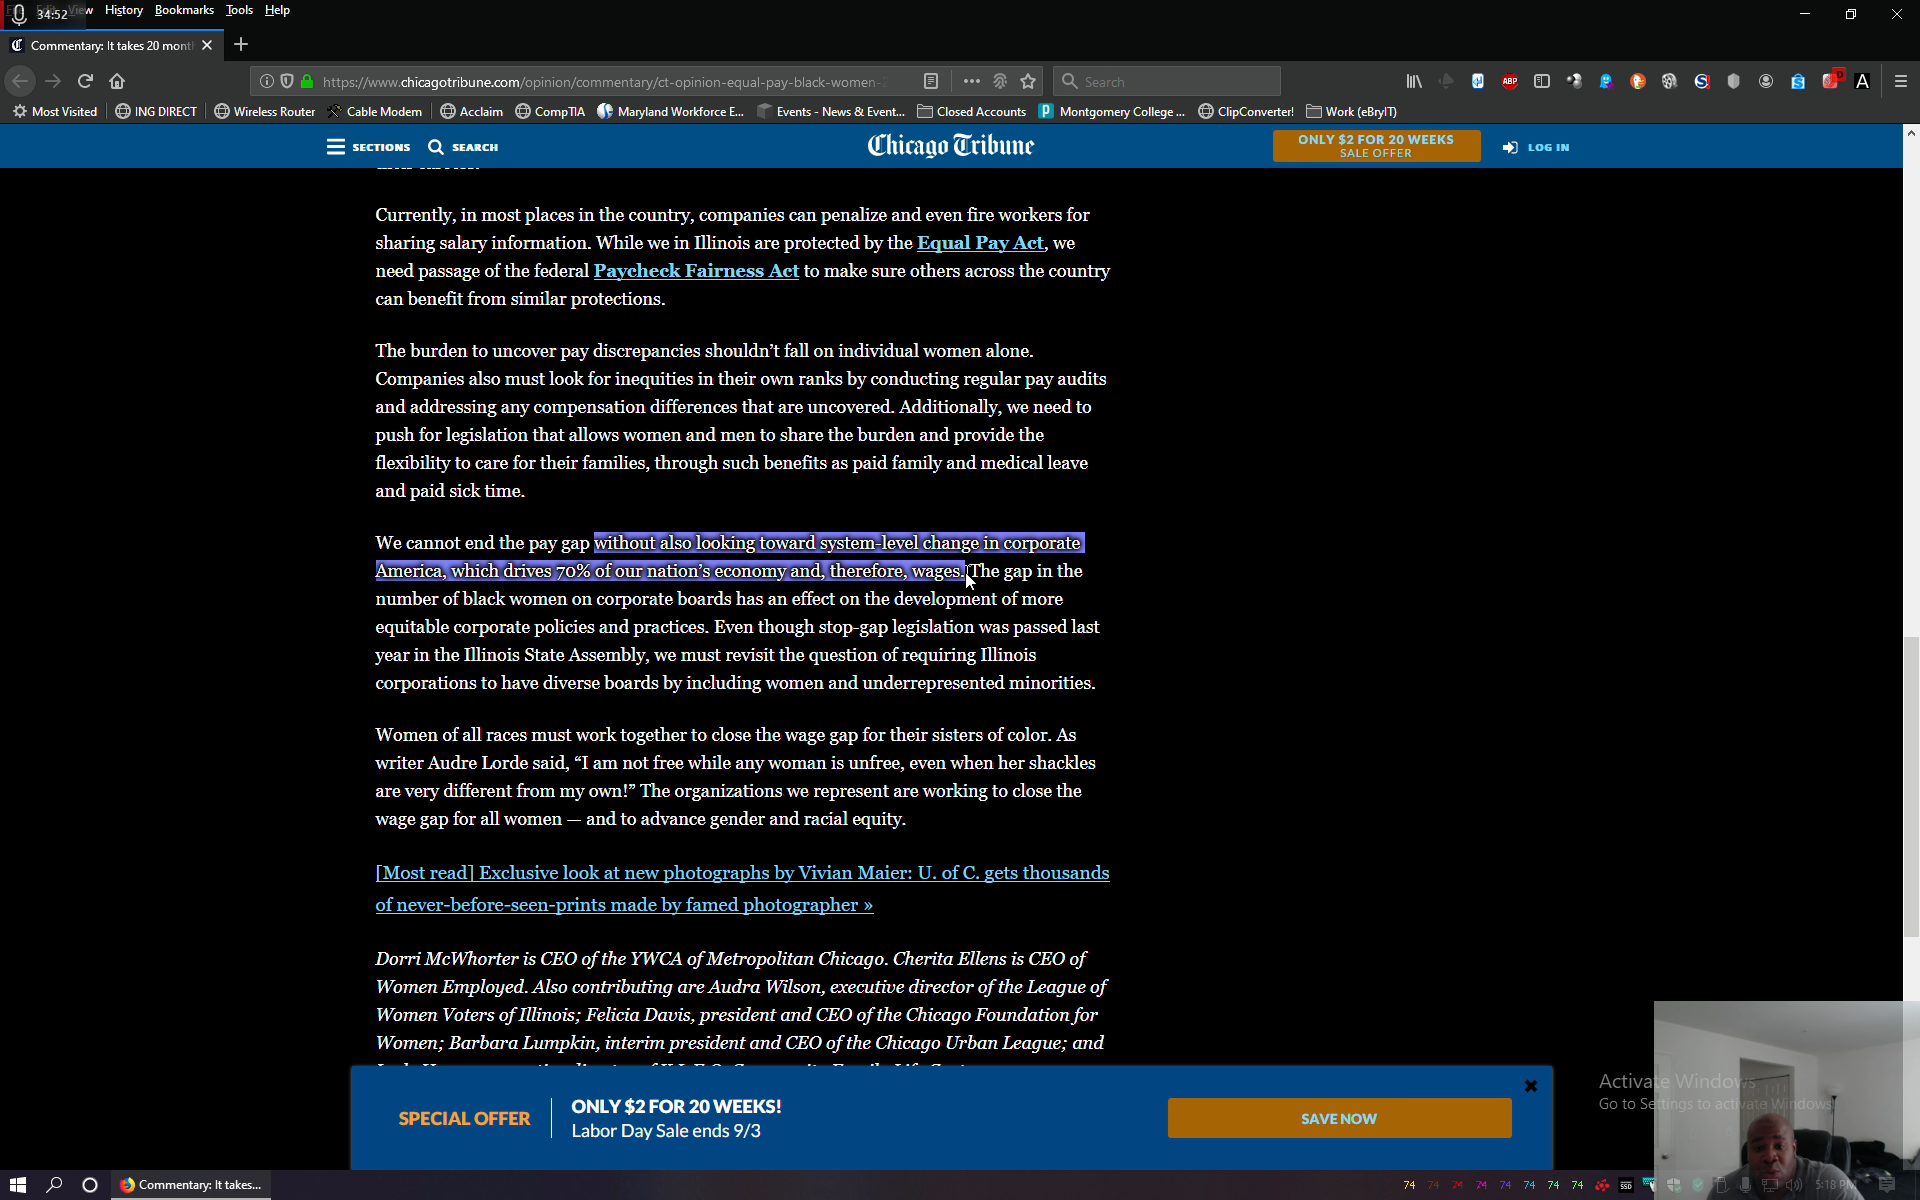 34:52
View History Bookmarks Tools Help
Commentary: It takes 20 mont
https://www.chicagotribune.com/opinion/commentary/ct-opinion-equal-pay-black-women-
Search
ABP
A
Most Visited ING DIRECT Wireless Router Cable Modem Acclaim CompTIA Maryland Workforce E... Events - News & Event... Closed Accounts Montgomery College ... ClipConverter! Work (eBryIT)
SECTIONS SEARCH
Chicago Tribune
ONLY $2 FOR 20 WEEKS
SALE OFFER
LOG IN
Currently, in most places in the country, companies can penalize and even fire workers for
sharing salary information. While we in Illinois are protected by the Equal Pay Act, we
need passage of the federal Paycheck Fairness Act to make sure others across the country
can benefit from similar protections.
The burden to uncover pay discrepancies shouldn’t fall on individual women alone.
Companies also must look for inequities in their own ranks by conducting regular pay audits
and addressing any compensation differences that are uncovered. Additionally, we need to
push for legislation that allows women and men to share the burden and provide the
flexibility to care for their families, through such benefits as paid family and medical leave
and paid sick time.
We cannot end the pay gap without also looking toward system-level change in corporate
America, which drives 70% of our nation’s economy and, therefore, wages. The gap in the
number of black women on corporate boards has an effect on the development of more
equitable corporate policies and practices. Even though stop-gap legislation was passed last
year in the Illinois State Assembly, we must revisit the question of requiring Illinois
corporations to have diverse boards by including women and underrepresented minorities.
Women of all races must work together to close the wage gap for their sisters of color. As
writer Audre Lorde said, “I am not free while any woman is unfree, even when her shackles
are very different from my own!” The organizations we represent are working to close the
wage gap for all women — and to advance gender and racial equity.
[Most read] Exclusive look at new photographs by Vivian Maier: U. of C. gets thousands
of never-before-seen-prints made by famed photographer »
Dorri McWhorter is CEO of the YWCA of Metropolitan Chicago. Cherita Ellens is CEO of
Women Employed. Also contributing are Audra Wilson, executive director of the League of
Women Voters of Illinois; Felicia Davis, president and CEO of the Chicago Foundation for
Women; Barbara Lumpkin, interim president and CEO of the Chicago Urban League; and
SPECIAL OFFER
ONLY $2 FOR 20 WEEKS!
Labor Day Sale ends 9/3
SAVE NOW
Activate Windows
Go to Settings to activate Windows.
Commentary: It takes...
74 74 74 74 74 74 74 74
SSD
5:18 PM